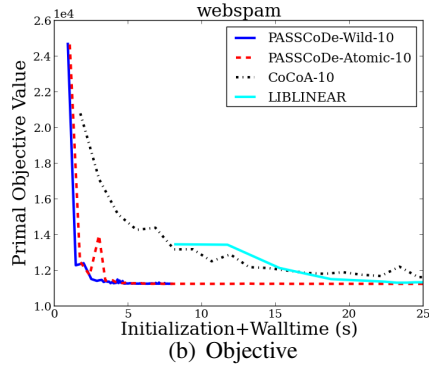 webspam
1e4
2.6
2.4
2.2
2.0
1.8
1.6
1.4
1.2
1.0
Primal Objective Value
PASSCoDe-Wild-10
PASSCoDe-Atomic-10
CoCoA-10
LIBLINEAR
0 5 10 15 20 25
Initialization+Walltime (s)
(b) Objective